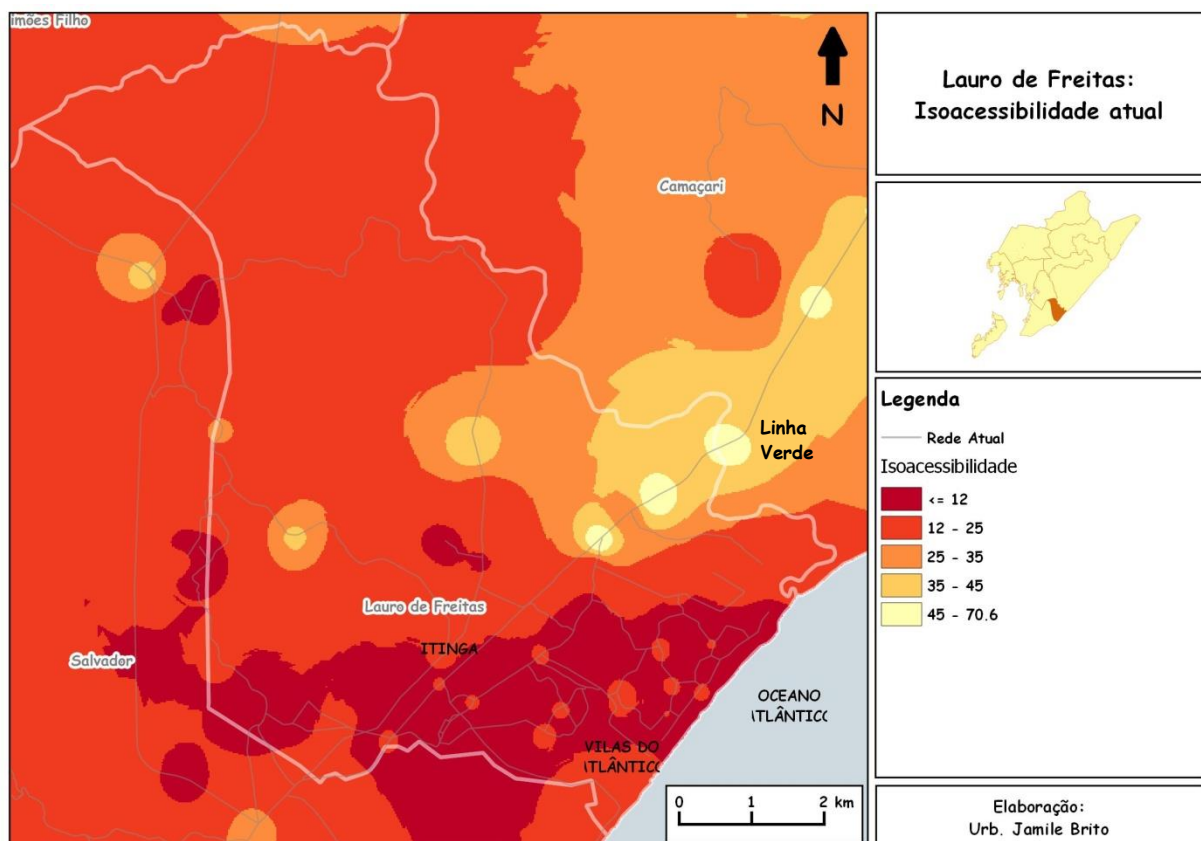 imões Filho
N
Camaçari
Linha
Verde
Lauro de Freitas
ITINGA
Salvador
OCEANO
ATLÂNTICO
VILAS DO
ATLÂNTICO
0 1 2 km
Lauro de Freitas:
Isoacessibilidade atual
Legenda
Rede Atual
Isoacessibilidade
<= 12
12 - 25
25 - 35
35 - 45
45 - 70.6
Elaboração:
Urb. Jamile Brito